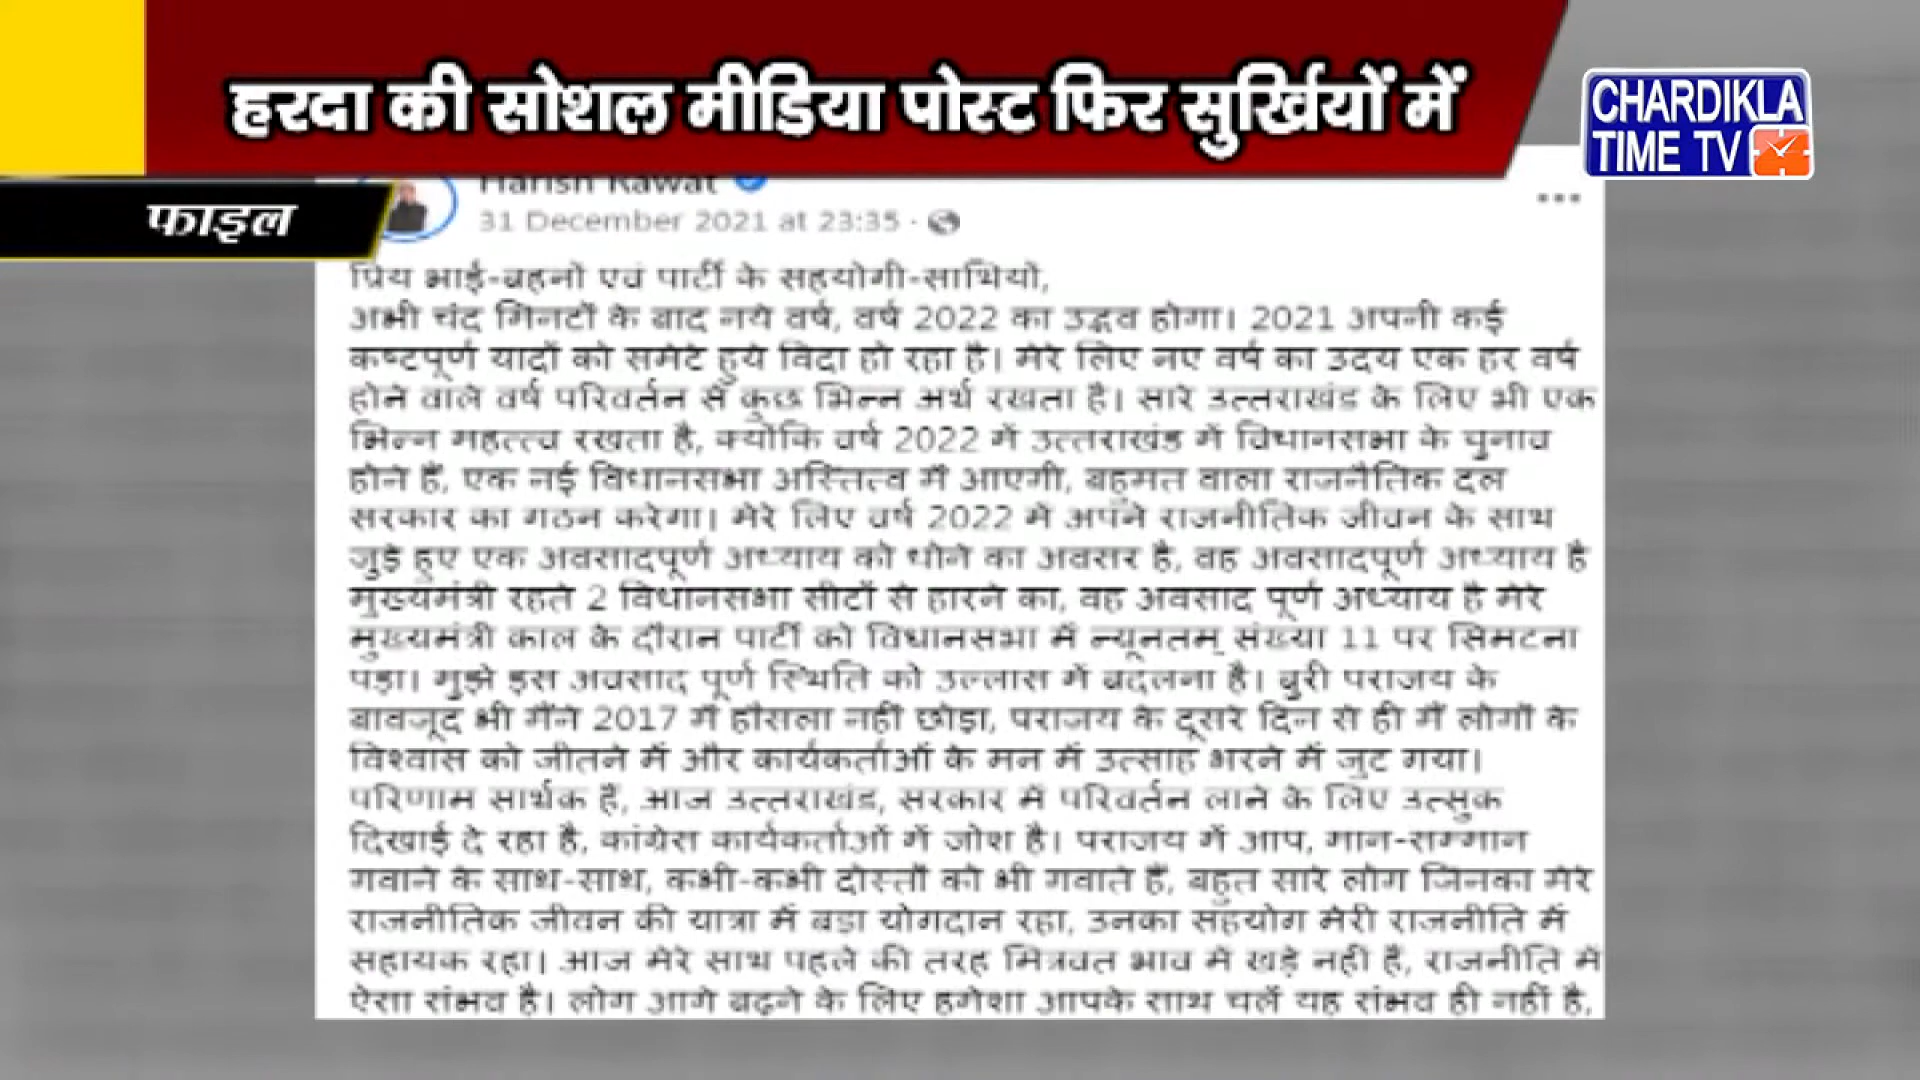 हरदा की सोशल मीडिया पोस्ट फिर सुर्खियों में
CHARDIKLA
TIME TV
फाइल
Harish Rawat
31 December 2021 at 23:35 ·
प्रिय भाई-बहनों एवं पार्टी के सहयोगी-साथियों,
अभी चंद मिनटों के बाद नये वर्ष, वर्ष 2022 का उद्भव होगा। 2021 अपनी कई
कष्टपूर्ण यादों को समेटे हुये विदा हो रहा है। मेरे लिए नए वर्ष का उदय एक हर वर्ष
होने वाले वर्ष परिवर्तन से कुछ भिन्न अर्थ रखता है। सारे उत्तराखंड के लिए भी एक
भिन्न महत्त्व रखता है, क्योंकि वर्ष 2022 में उत्तराखंड में विधानसभा के चुनाव
होने हैं, एक नई विधानसभा अस्तित्व में आएगी, बहुमत वाला राजनैतिक दल
सरकार का गठन करेगा। मेरे लिए वर्ष 2022 में अपने राजनीतिक जीवन के साथ
जुड़े हुए एक अवसादपूर्ण अध्याय को धोने का अवसर है, वह अवसादपूर्ण अध्याय है
मुख्यमंत्री रहते 2 विधानसभा सीटों से हारने का, वह अवसाद पूर्ण अध्याय है मेरे
मुख्यमंत्री काल के दौरान पार्टी को विधानसभा में न्यूनतम् संख्या 11 पर सिमटना
पड़ा। मुझे इस अवसाद पूर्ण स्थिति को उल्लास में बदलना है। बुरी पराजय के
बावजूद भी मैंने 2017 में हौसला नहीं छोड़ा, पराजय के दूसरे दिन से ही मैं लोगों के
विश्वास को जीतने में और कार्यकर्ताओं के मन में उत्साह भरने में जुट गया।
परिणाम सार्थक हैं, आज उत्तराखंड, सरकार में परिवर्तन लाने के लिए उत्सुक
दिखाई दे रहा है, कांग्रेस कार्यकर्ताओं में जोश है। पराजय में आप, मान-सम्मान
गवाने के साथ-साथ, कभी-कभी दोस्तों को भी गवाते हैं, बहुत सारे लोग जिनका मेरे
राजनीतिक जीवन की यात्रा में बड़ा योगदान रहा, उनका सहयोग मेरी राजनीति में
सहायक रहा। आज मेरे साथ पहले की तरह मित्रवत भाव में खड़े नहीं हैं, राजनीति में
ऐसा संभव है। लोग आगे बढ़ने के लिए हमेशा आपके साथ चलें यह संभव ही नहीं है,